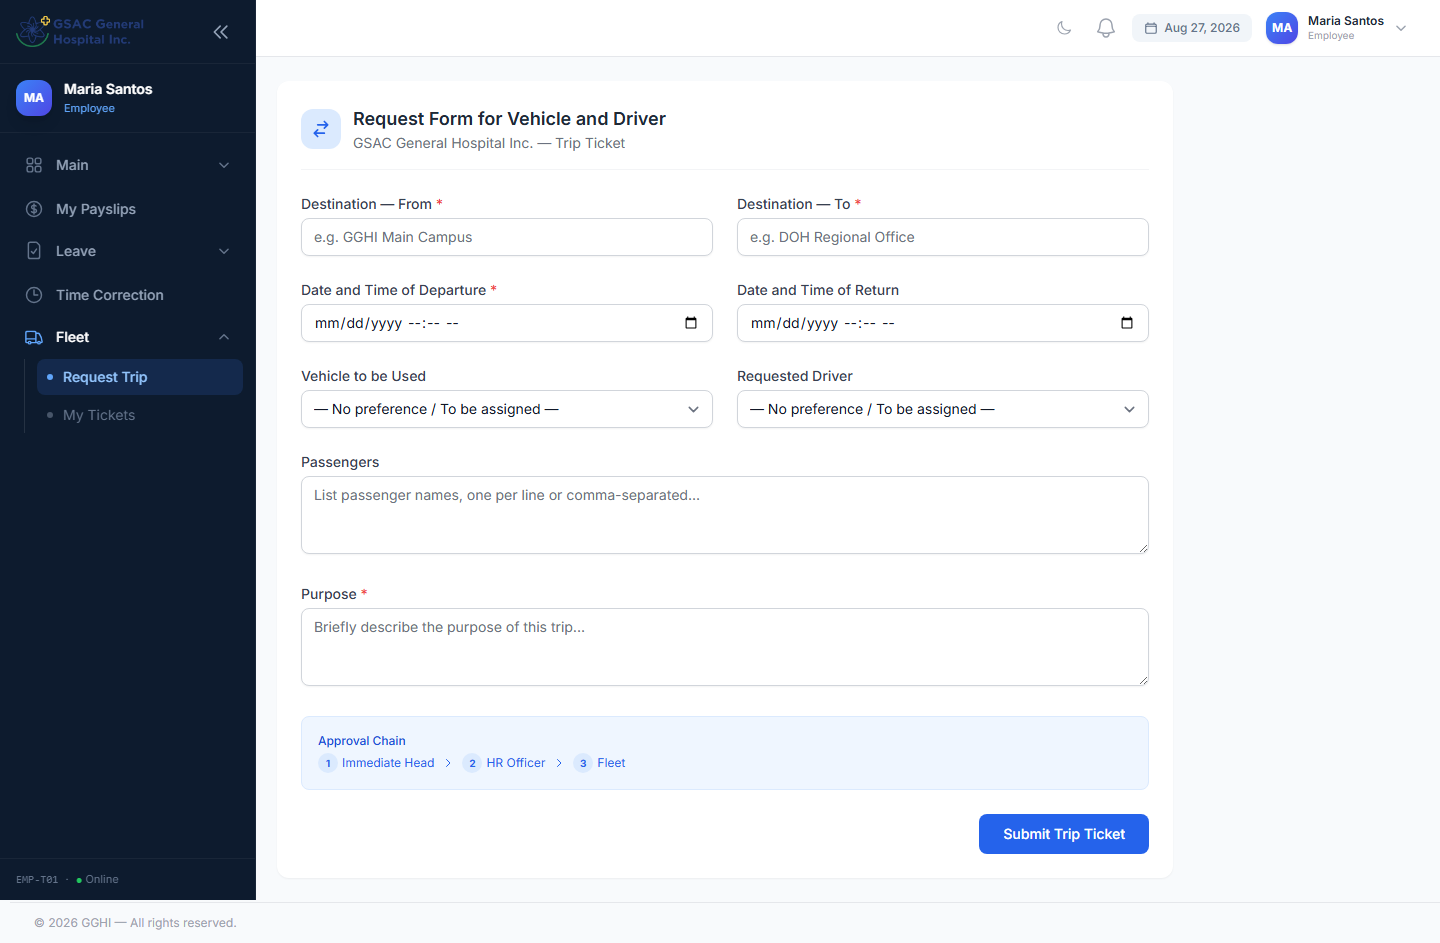 GSAC General
Hospital Inc.
MA
Maria Santos
Employee
Main
My Payslips
Leave
Time Correction
Fleet
Request Trip
My Tickets
EMP-T01 · Online
Aug 27, 2026
MA
Maria Santos
Employee
Request Form for Vehicle and Driver
GSAC General Hospital Inc. — Trip Ticket
Destination — From *
e.g. GGHI Main Campus
Destination — To *
e.g. DOH Regional Office
Date and Time of Departure *
mm/dd/yyyy --:-- --
Date and Time of Return
mm/dd/yyyy --:-- --
Vehicle to be Used
— No preference / To be assigned —
Requested Driver
— No preference / To be assigned —
Passengers
List passenger names, one per line or comma-separated...
Purpose *
Briefly describe the purpose of this trip...
Approval Chain
1 Immediate Head > 2 HR Officer > 3 Fleet
Submit Trip Ticket
© 2026 GGHI — All rights reserved.